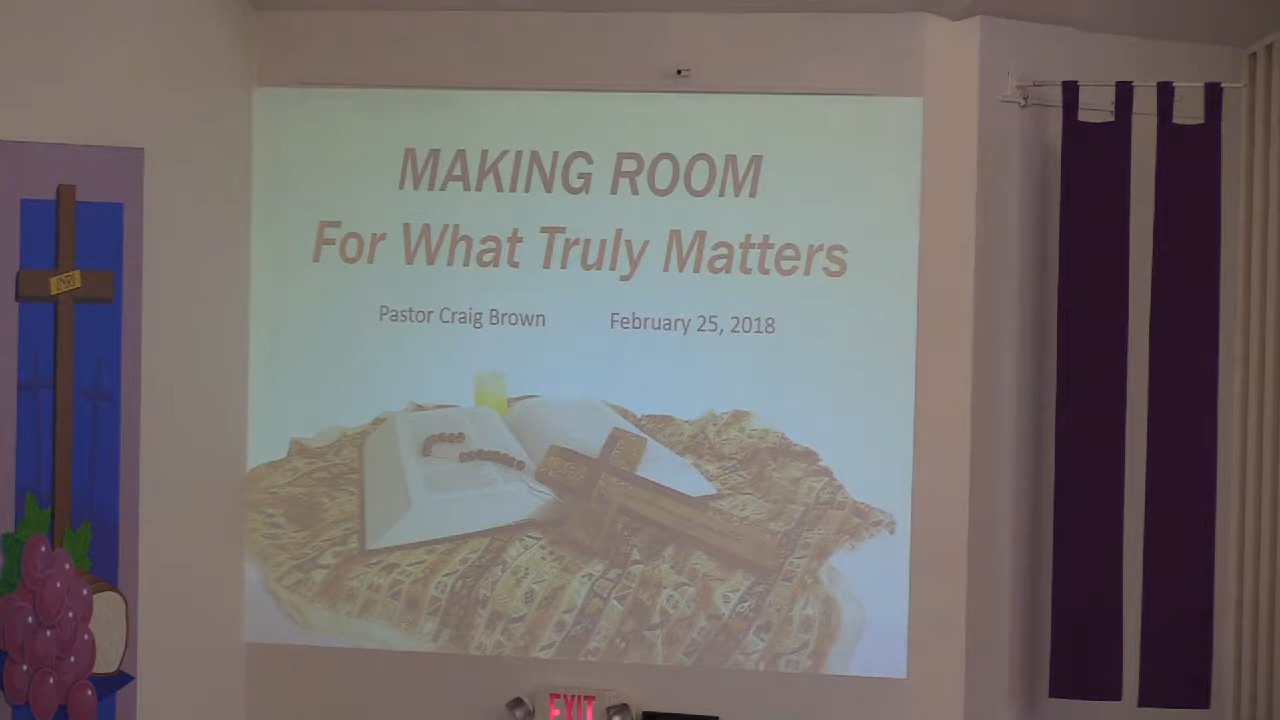 MAKING ROOM
For What Truly Matters
Pastor Craig Brown February 25, 2018
EXIT